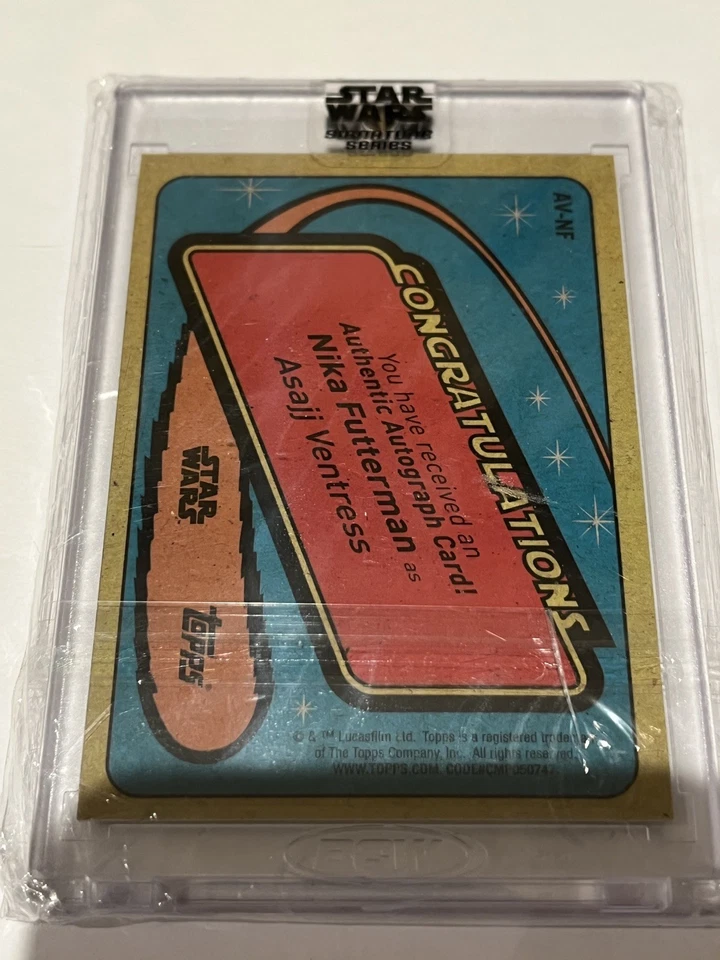 STAR
WARS
SIGNATURE
SERIES
AV-NF
CONGRATULATIONS
You have received an
Authentic Autograph Card!
Nika Futterman as
Asajj Ventress
STAR
WARS
TOPPS
© & ™ Lucasfilm Ltd. Topps is a registered trademark
of The Topps Company, Inc. All rights reserved.
WWW.TOPPS.COM CODE#CMP050747